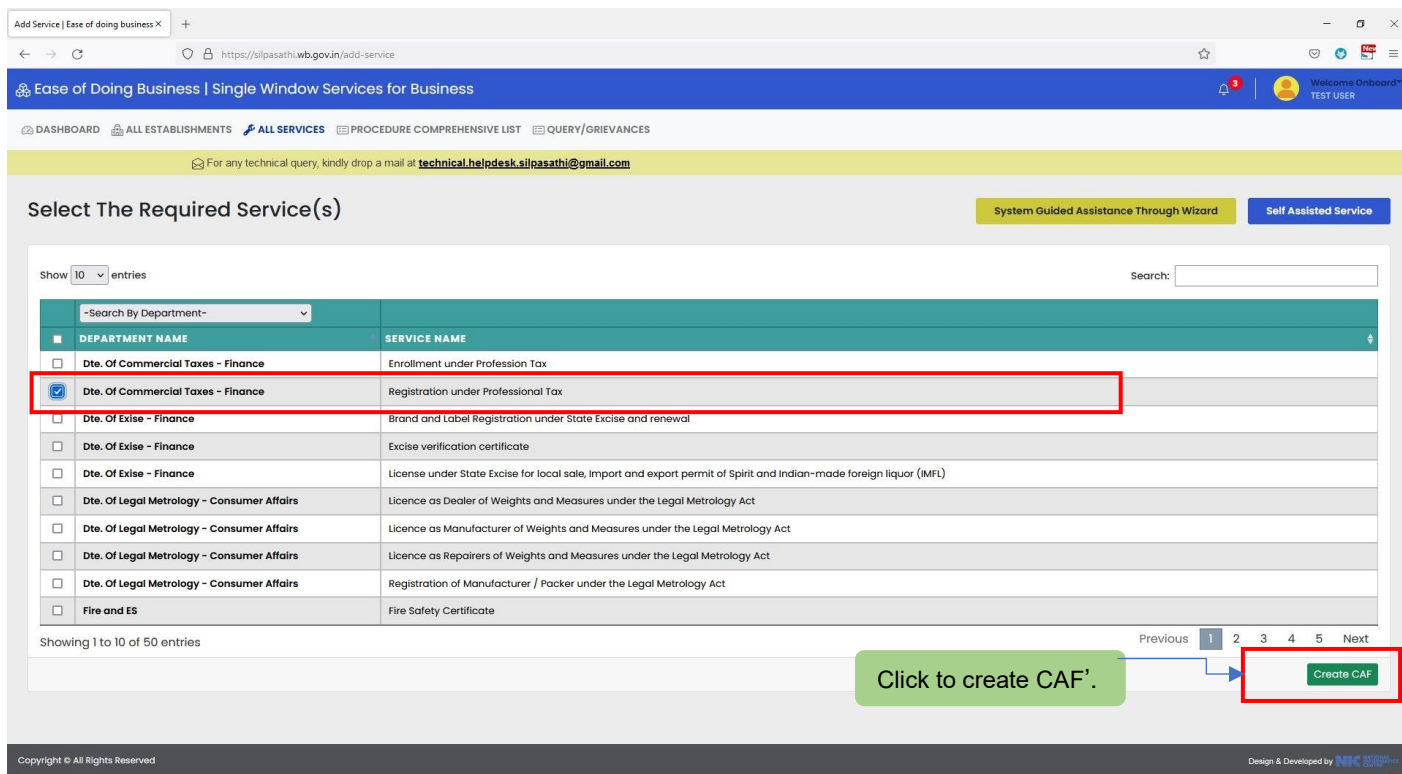 Add Service | Ease of doing business × +
https://silpasathi.wb.gov.in/add-service
New
Ease of Doing Business | Single Window Services for Business
3
Welcome Onboard
TEST USER
DASHBOARD ALL ESTABLISHMENTS ALL SERVICES PROCEDURE COMPREHENSIVE LIST QUERY/GRIEVANCES
For any technical query, kindly drop a mail at technical.helpdesk.silpasathi@gmail.com
Select The Required Service(s)
System Guided Assistance Through Wizard Self Assisted Service
Show 10 entries Search:
-Search By Department-
DEPARTMENT NAME SERVICE NAME
Dte. Of Commercial Taxes - Finance Enrollment under Profession Tax
Dte. Of Commercial Taxes - Finance Registration under Professional Tax
Dte. Of Exise - Finance Brand and Label Registration under State Excise and renewal
Dte. Of Exise - Finance Excise verification certificate
Dte. Of Exise - Finance License under State Excise for local sale, Import and export permit of Spirit and Indian-made foreign liquor (IMFL)
Dte. Of Legal Metrology - Consumer Affairs Licence as Dealer of Weights and Measures under the Legal Metrology Act
Dte. Of Legal Metrology - Consumer Affairs Licence as Manufacturer of Weights and Measures under the Legal Metrology Act
Dte. Of Legal Metrology - Consumer Affairs Licence as Repairers of Weights and Measures under the Legal Metrology Act
Dte. Of Legal Metrology - Consumer Affairs Registration of Manufacturer / Packer under the Legal Metrology Act
Fire and ES Fire Safety Certificate
Showing 1 to 10 of 50 entries Previous 1 2 3 4 5 Next
Click to create CAF’.
Create CAF
Copyright © All Rights Reserved Design & Developed by NIC